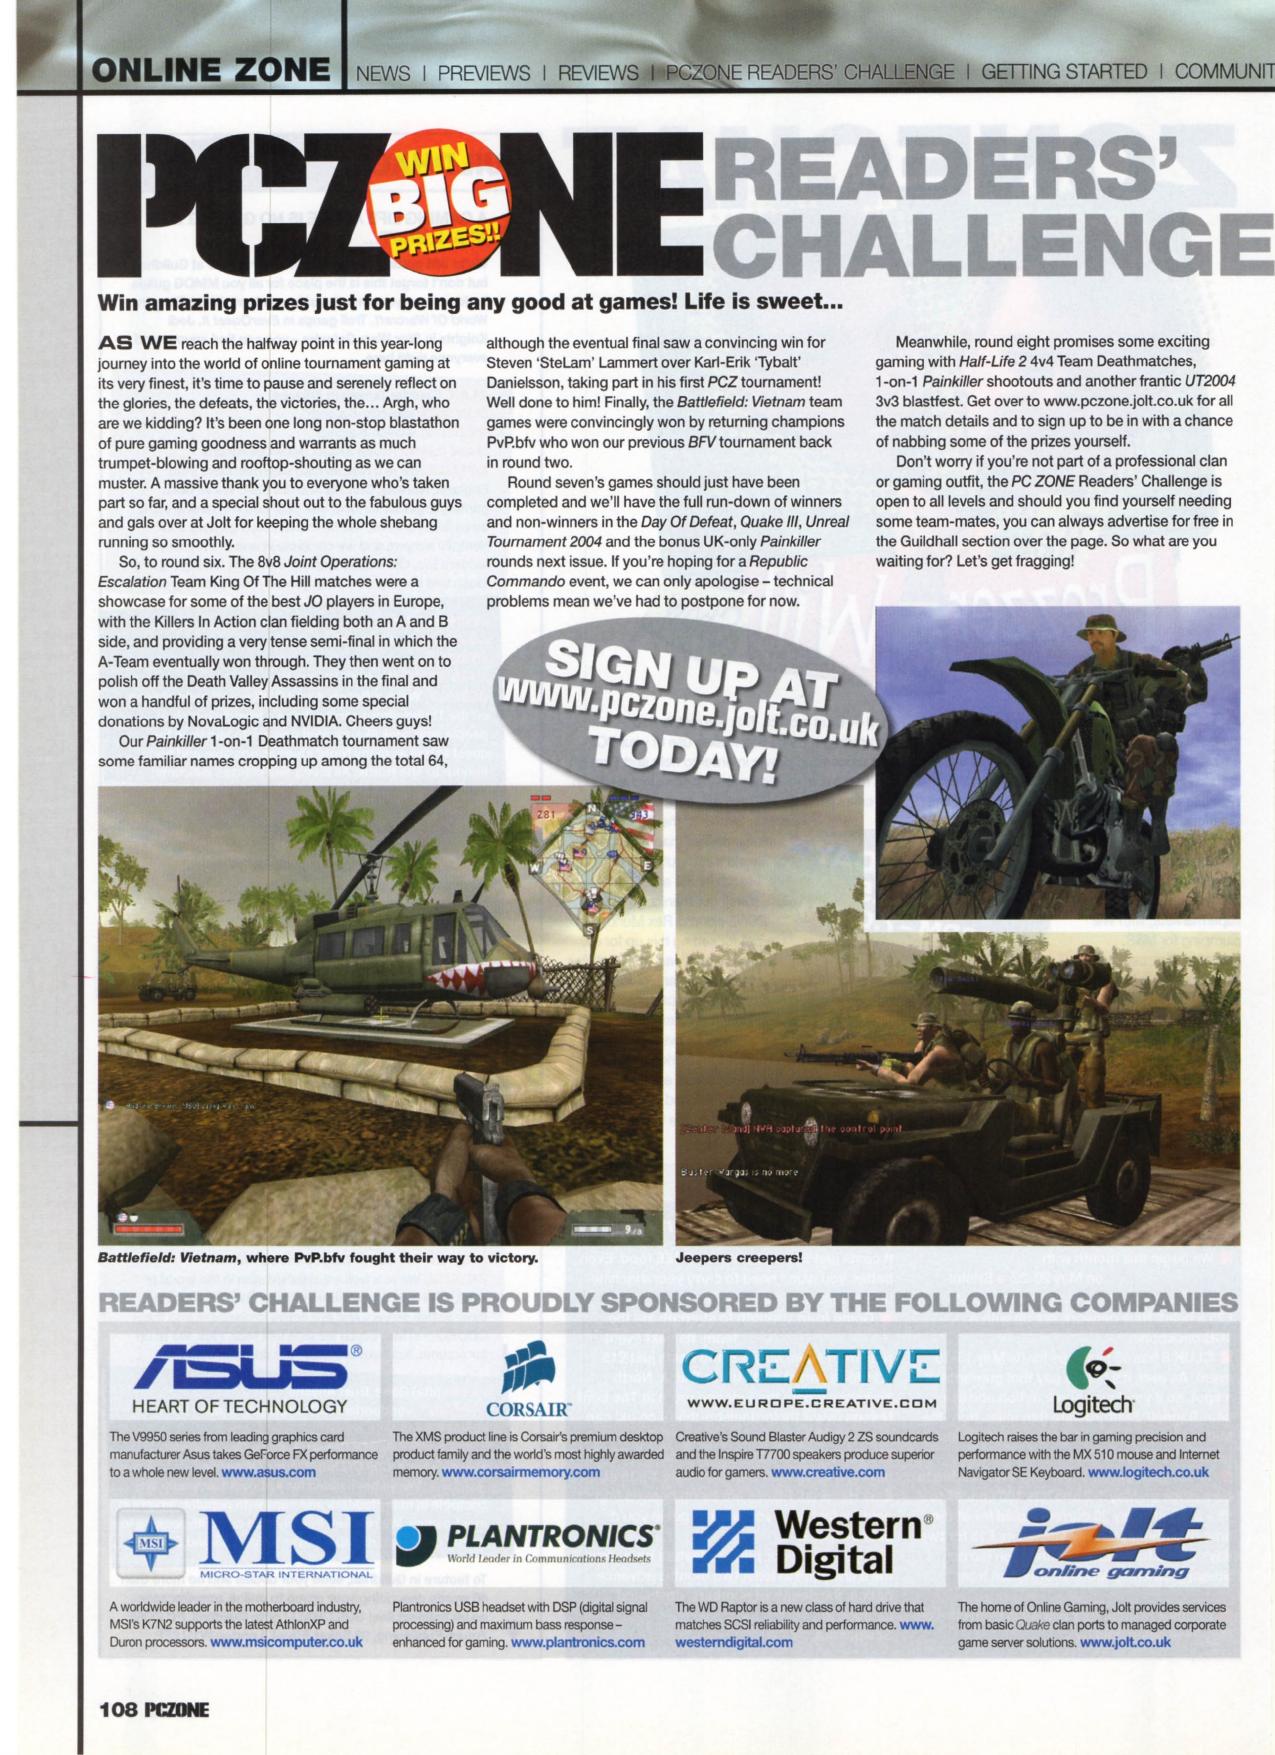 ONLINE ZONE
NEWS | PREVIEWS | REVIEWS | PCZONE READERS' CHALLENGE | GETTING STARTED | COMMUNIT
PCZONE
WIN
BIG
PRIZES!!
READERS'
CHALLENGE
Win amazing prizes just for being any good at games! Life is sweet...
AS WE reach the halfway point in this year-long
journey into the world of online tournament gaming at
its very finest, it's time to pause and serenely reflect on
the glories, the defeats, the victories, the... Argh, who
are we kidding? It's been one long non-stop blastathon
of pure gaming goodness and warrants as much
trumpet-blowing and rooftop-shouting as we can
muster. A massive thank you to everyone who's taken
part so far, and a special shout out to the fabulous guys
and gals over at Jolt for keeping the whole shebang
running so smoothly.
So, to round six. The 8v8 Joint Operations:
Escalation Team King Of The Hill matches were a
showcase for some of the best JO players in Europe,
with the Killers In Action clan fielding both an A and B
side, and providing a very tense semi-final in which the
A-Team eventually won through. They then went on to
polish off the Death Valley Assassins in the final and
won a handful of prizes, including some special
donations by NovaLogic and NVIDIA. Cheers guys!
Our Painkiller 1-on-1 Deathmatch tournament saw
some familiar names cropping up among the total 64,
although the eventual final saw a convincing win for
Steven 'SteLam' Lammert over Karl-Erik 'Tybalt'
Danielsson, taking part in his first PCZ tournament!
Well done to him! Finally, the Battlefield: Vietnam team
games were convincingly won by returning champions
PvP.bfv who won our previous BFV tournament back
in round two.
Round seven's games should just have been
completed and we'll have the full run-down of winners
and non-winners in the Day Of Defeat, Quake III, Unreal
Tournament 2004 and the bonus UK-only Painkiller
rounds next issue. If you're hoping for a Republic
Commando event, we can only apologise – technical
problems mean we've had to postpone for now.
Meanwhile, round eight promises some exciting
gaming with Half-Life 2 4v4 Team Deathmatches,
1-on-1 Painkiller shootouts and another frantic UT2004
3v3 blastfest. Get over to www.pczone.jolt.co.uk for all
the match details and to sign up to be in with a chance
of nabbing some of the prizes yourself.
Don't worry if you're not part of a professional clan
or gaming outfit, the PC ZONE Readers' Challenge is
open to all levels and should you find yourself needing
some team-mates, you can always advertise for free in
the Guildhall section over the page. So what are you
waiting for? Let's get fragging!
SIGN UP AT
www.pczone.jolt.co.uk
TODAY!
281
N
W
E
S
9/8
NVA captured the control point
Buster Vargas is no more
Battlefield: Vietnam, where PvP.bfv fought their way to victory.
Jeepers creepers!
READERS' CHALLENGE IS PROUDLY SPONSORED BY THE FOLLOWING COMPANIES
ASUS®
HEART OF TECHNOLOGY
The V9950 series from leading graphics card
manufacturer Asus takes GeForce FX performance
to a whole new level. www.asus.com
CORSAIR™
The XMS product line is Corsair's premium desktop
product family and the world's most highly awarded
memory. www.corsairmemory.com
CREATIVE
WWW.EUROPE.CREATIVE.COM
Creative's Sound Blaster Audigy 2 ZS soundcards
and the Inspire T7700 speakers produce superior
audio for gamers. www.creative.com
Logitech
Logitech raises the bar in gaming precision and
performance with the MX 510 mouse and Internet
Navigator SE Keyboard. www.logitech.co.uk
MSI
MSI
MICRO-STAR INTERNATIONAL
A worldwide leader in the motherboard industry,
MSI's K7N2 supports the latest AthlonXP and
Duron processors. www.msicomputer.co.uk
PLANTRONICS®
World Leader in Communications Headsets
Plantronics USB headset with DSP (digital signal
processing) and maximum bass response –
enhanced for gaming. www.plantronics.com
Western®
Digital
The WD Raptor is a new class of hard drive that
matches SCSI reliability and performance. www.
westerndigital.com
jolt
online gaming
The home of Online Gaming, Jolt provides services
from basic Quake clan ports to managed corporate
game server solutions. www.jolt.co.uk
108 PCZONE